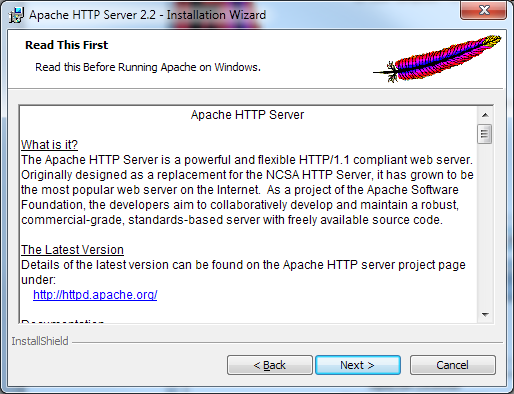 Apache HTTP Server 2.2 - Installation Wizard
Read This First
Read this Before Running Apache on Windows.
Apache HTTP Server
What is it?
The Apache HTTP Server is a powerful and flexible HTTP/1.1 compliant web server.
Originally designed as a replacement for the NCSA HTTP Server, it has grown to be
the most popular web server on the Internet.  As a project of the Apache Software
Foundation, the developers aim to collaboratively develop and maintain a robust,
commercial-grade, standards-based server with freely available source code.
The Latest Version
Details of the latest version can be found on the Apache HTTP server project page
under:
http://httpd.apache.org/
Documentation
InstallShield
< Back
Next >
Cancel